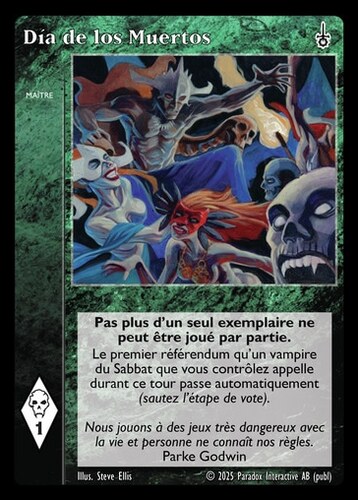 Día de los Muertos
MAÎTRE
Pas plus d'un seul exemplaire ne
peut être joué par partie.
Le premier référendum qu'un vampire
du Sabbat que vous contrôlez appelle
durant ce tour passe automatiquement
(sautez l'étape de vote).
Nous jouons à des jeux très dangereux avec
la vie et personne ne connaît nos règles.
Parke Godwin
1
Illus. Steve Ellis
© 2025 Paradox Interactive AB (publ)